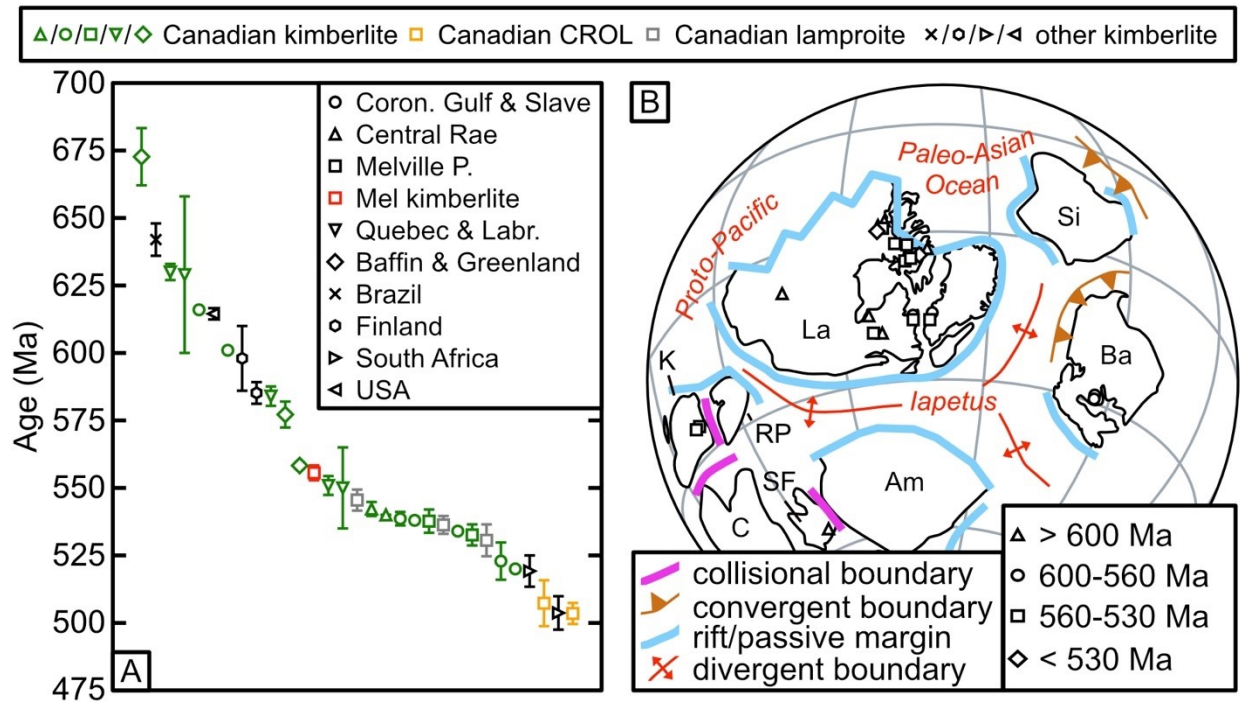 Canadian kimberlite Canadian CROL Canadian lamproite other kimberlite
A
Age (Ma)
700
675
650
625
600
575
550
525
500
475
Coron. Gulf & Slave
Central Rae
Melville P.
Mel kimberlite
Quebec & Labr.
Baffin & Greenland
Brazil
Finland
South Africa
USA
B
Paleo-Asian
Ocean
Proto-Pacific
Si
La
Ba
K
Iapetus
RP
SF
Am
C
collisional boundary
convergent boundary
rift/passive margin
divergent boundary
> 600 Ma
600-560 Ma
560-530 Ma
< 530 Ma